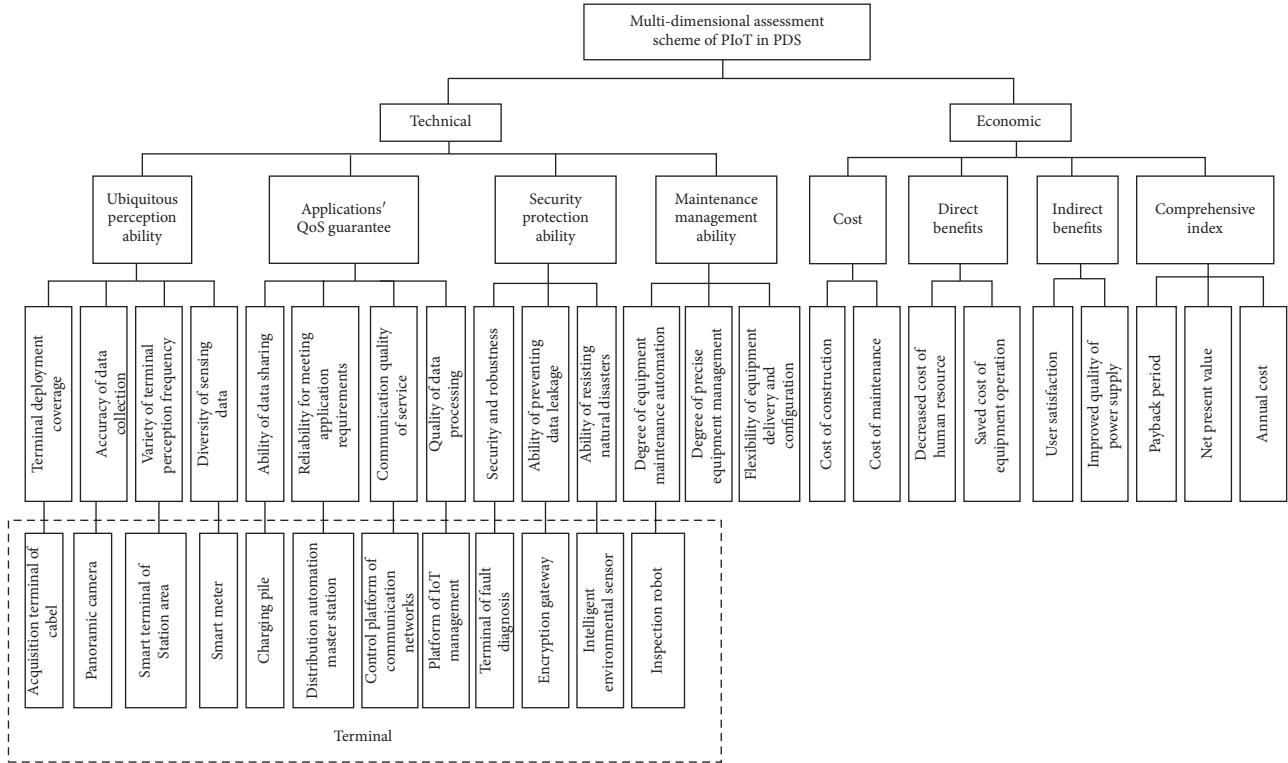 Multi-dimensional assessment
scheme of PIoT in PDS
Technical
Economic
Ubiquitous
perception
ability
Applications′
QoS guarantee
Security
protection
ability
Maintenance
management
ability
Cost
Direct
benefits
Indirect
benefits
Comprehensive
index
Terminal deployment
coverage
Accuracy of data
collection
Variety of terminal
perception frequency
Diversity of sensing
data
Ability of data sharing
Reliability for meeting
application
requirements
Communication quality
of service
Quality of data
processing
Security and robustness
Ability of preventing
data leakage
Ability of resisting
natural disasters
Degree of equipment
maintenance automation
Degree of precise
equipment management
Flexibility of equipment
delivery and
configuration
Cost of construction
Cost of maintenance
Decreased cost of
human resource
Saved cost of
equipment operation
User satisfaction
Improved quality of
power supply
Payback period
Net present value
Annual cost
Acquisition terminal of
cabel
Panoramic camera
Smart terminal of
Station area
Smart meter
Charging pile
Distribution automation
master station
Control platform of
communication
networks
Platform of IoT
management
Terminal of fault
diagnosis
Encryption gateway
Intelligent
environmental sensor
Inspection robot
Terminal